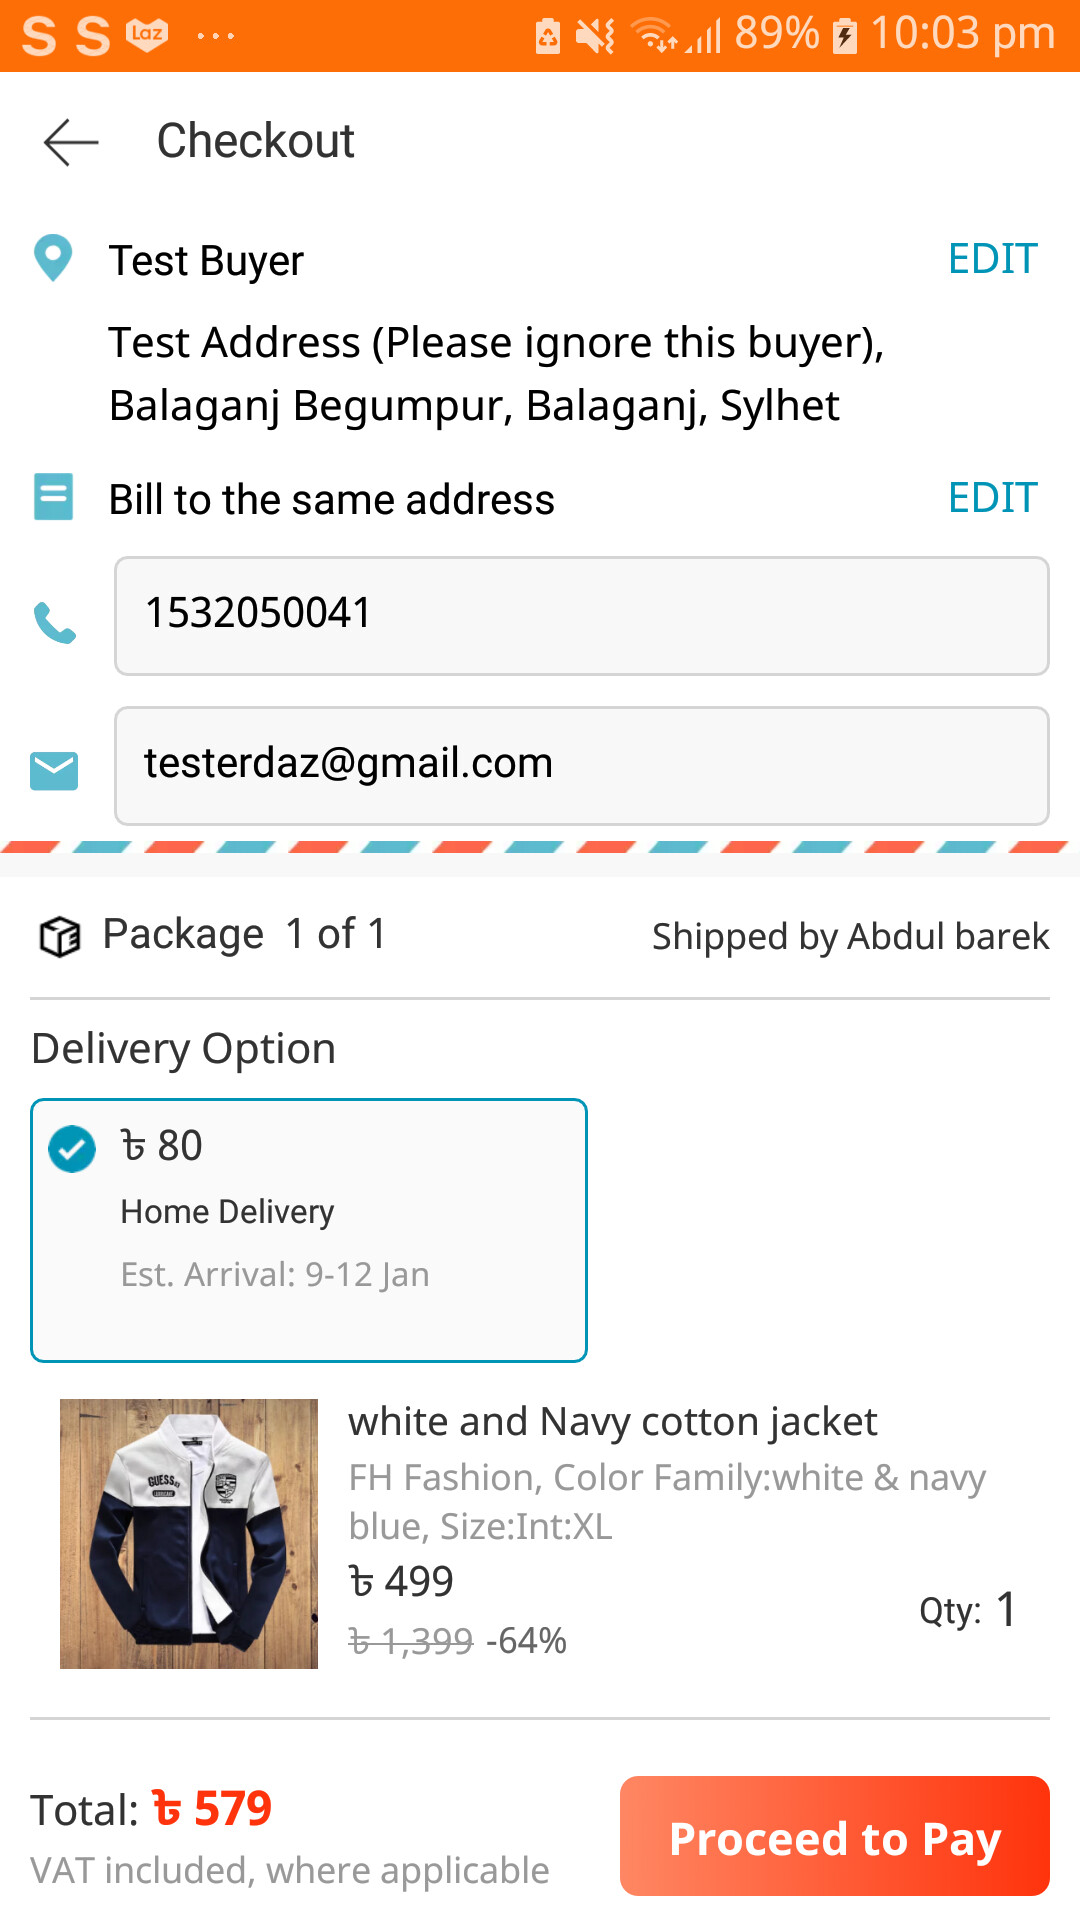 S S Laz ... 89% 10:03 pm
Checkout
Test Buyer EDIT
Test Address (Please ignore this buyer),
Balaganj Begumpur, Balaganj, Sylhet
Bill to the same address EDIT
1532050041
testerdaz@gmail.com
Package 1 of 1 Shipped by Abdul barek
Delivery Option
৳ 80
Home Delivery
Est. Arrival: 9-12 Jan
white and Navy cotton jacket
FH Fashion, Color Family:white & navy
blue, Size:Int:XL
৳ 499
Qty: 1
৳ 1,399 -64%
GUESS
Total: ৳ 579
Proceed to Pay
VAT included, where applicable